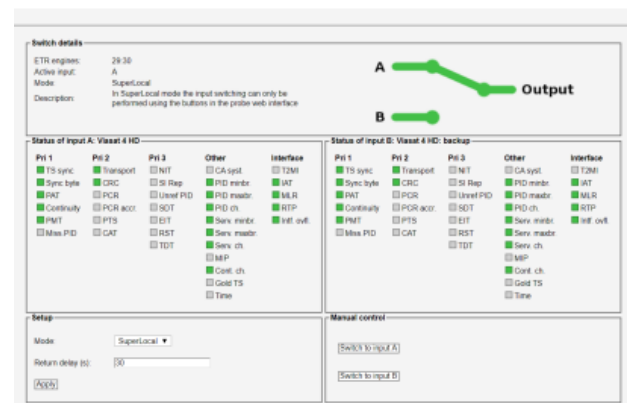 Switch details
ETR engines: 29:30
Active input: A
Mode: SuperLocal
Description: In SuperLocal mode the input switching can only be
performed using the buttons in the probe web interface
A
Output
B
Status of input A: Viasat 4 HD
Pri 1 Pri 2 Pri 3 Other Interface
TS sync Transport NIT CA syst. T2MI
Sync byte CRC SI Rep PID minbr. IAT
PAT PCR Unref PID PID maxbr. MLR
Continuity PCR accr. SDT PID ch. RTP
PMT PTS EIT Serv. minbr. Intf. ovfl.
Miss.PID CAT RST Serv. maxbr.
TDT Serv. ch.
MIP
Cont. ch.
Gold TS
Time
Status of input B: Viasat 4 HD: backup
Pri 1 Pri 2 Pri 3 Other Interface
TS sync Transport NIT CA syst. T2MI
Sync byte CRC SI Rep PID minbr. IAT
PAT PCR Unref PID PID maxbr. MLR
Continuity PCR accr. SDT PID ch. RTP
PMT PTS EIT Serv. minbr. Intf. ovfl.
Miss.PID CAT RST Serv. maxbr.
TDT Serv. ch.
MIP
Cont. ch.
Gold TS
Time
Setup
Mode: SuperLocal
Return delay (s): 30
Apply
Manual control
Switch to input A
Switch to input B